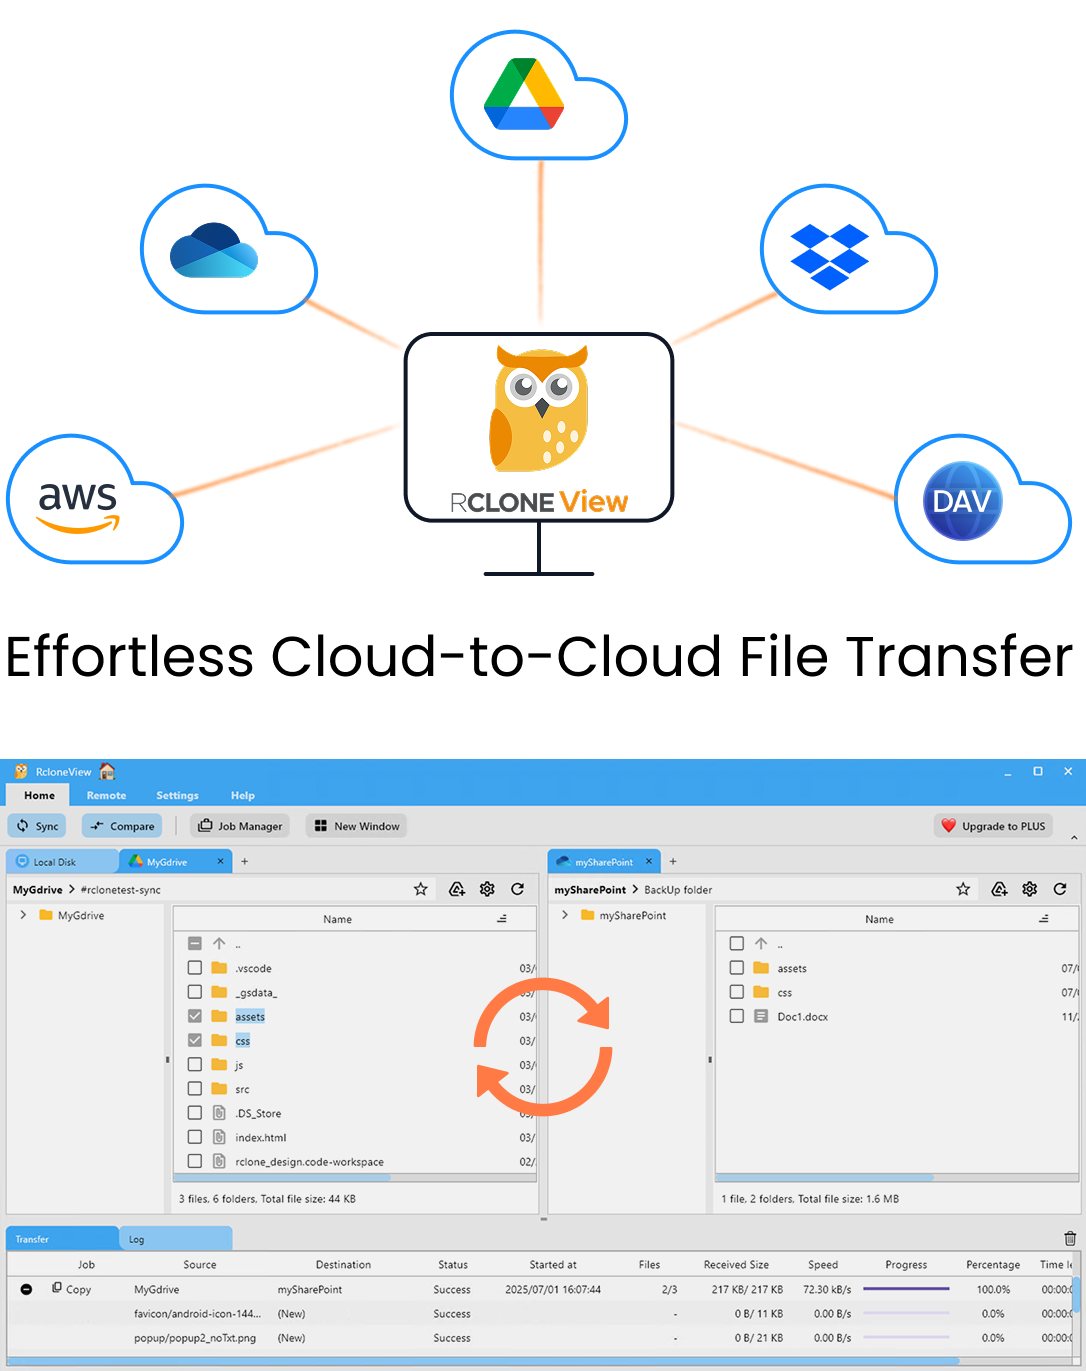 aws
DAV
RCLONE View
Effortless Cloud-to-Cloud File Transfer
RcloneView
Home Remote Settings Help
Sync Compare Job Manager New Window Upgrade to PLUS
Local Disk MyGdrive × + mySharePoint × +
MyGdrive > #rclonetest-sync
mySharePoint > BackUp folder
MyGdrive
Name
..
.vscode 03/
_gsdata_ 03/
assets 03/
css 03/
js 03/
src 03/
.DS_Store 03/
index.html 03/
rclone_design.code-workspace 02/
3 files, 6 folders, Total file size: 44 KB
mySharePoint
Name
..
assets 07/
css 07/
Doc1.docx 11/
1 file, 2 folders, Total file size: 1.6 MB
Transfer Log
Job Source Destination Status Started at Files Received Size Speed Progress Percentage Time le
Copy MyGdrive mySharePoint Success 2025/07/01 16:07:44 2/3 217 KB/ 217 KB 72.30 kB/s 100.0% 00:00:
favicon/android-icon-144... (New) Success - 0 B/ 11 KB 0.00 B/s 0.0% 00:00:
popup/popup2_noTxt.png (New) Success - 0 B/ 21 KB 0.00 B/s 0.0% 00:00: